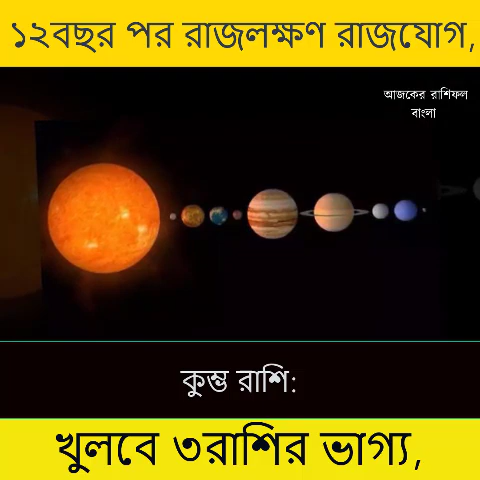 ১২বছর পর রাজলক্ষণ রাজযোগ,
আজকের রাশিফল
বাংলা
কুম্ভ রাশি:
খুলবে ৩রাশির ভাগ্য,